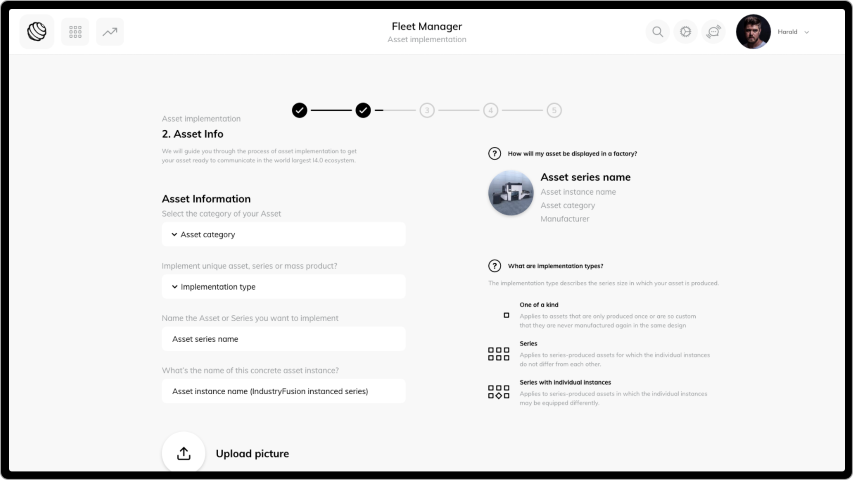 Fleet Manager
Asset implementation
Harold
3
4
5
Asset implementation
2. Asset Info
We will guide you through the process of asset implementation to get
your asset ready to communicate in the world largest I4.0 ecosystem.
Asset Information
Select the category of your Asset
Asset category
Implement unique asset, series or mass product?
Implementation type
Name the Asset or Series you want to implement
Asset series name
What's the name of this concrete asset instance?
Asset instance name (IndustryFusion instanced series)
Upload picture
? How will my asset be displayed in a factory?
Asset series name
Asset instance name
Asset category
Manufacturer
? What are implementation types?
The implementation type describes the series size in which your asset is produced.
One of a kind
Applies to assets that are only produced once or are so custom
that they are never manufactured again in the same design
Series
Applies to series-produced assets for which the individual instances
do not differ from each other.
Series with individual instances
Applies to series-produced assets in which the individual instances
may be equipped differently.